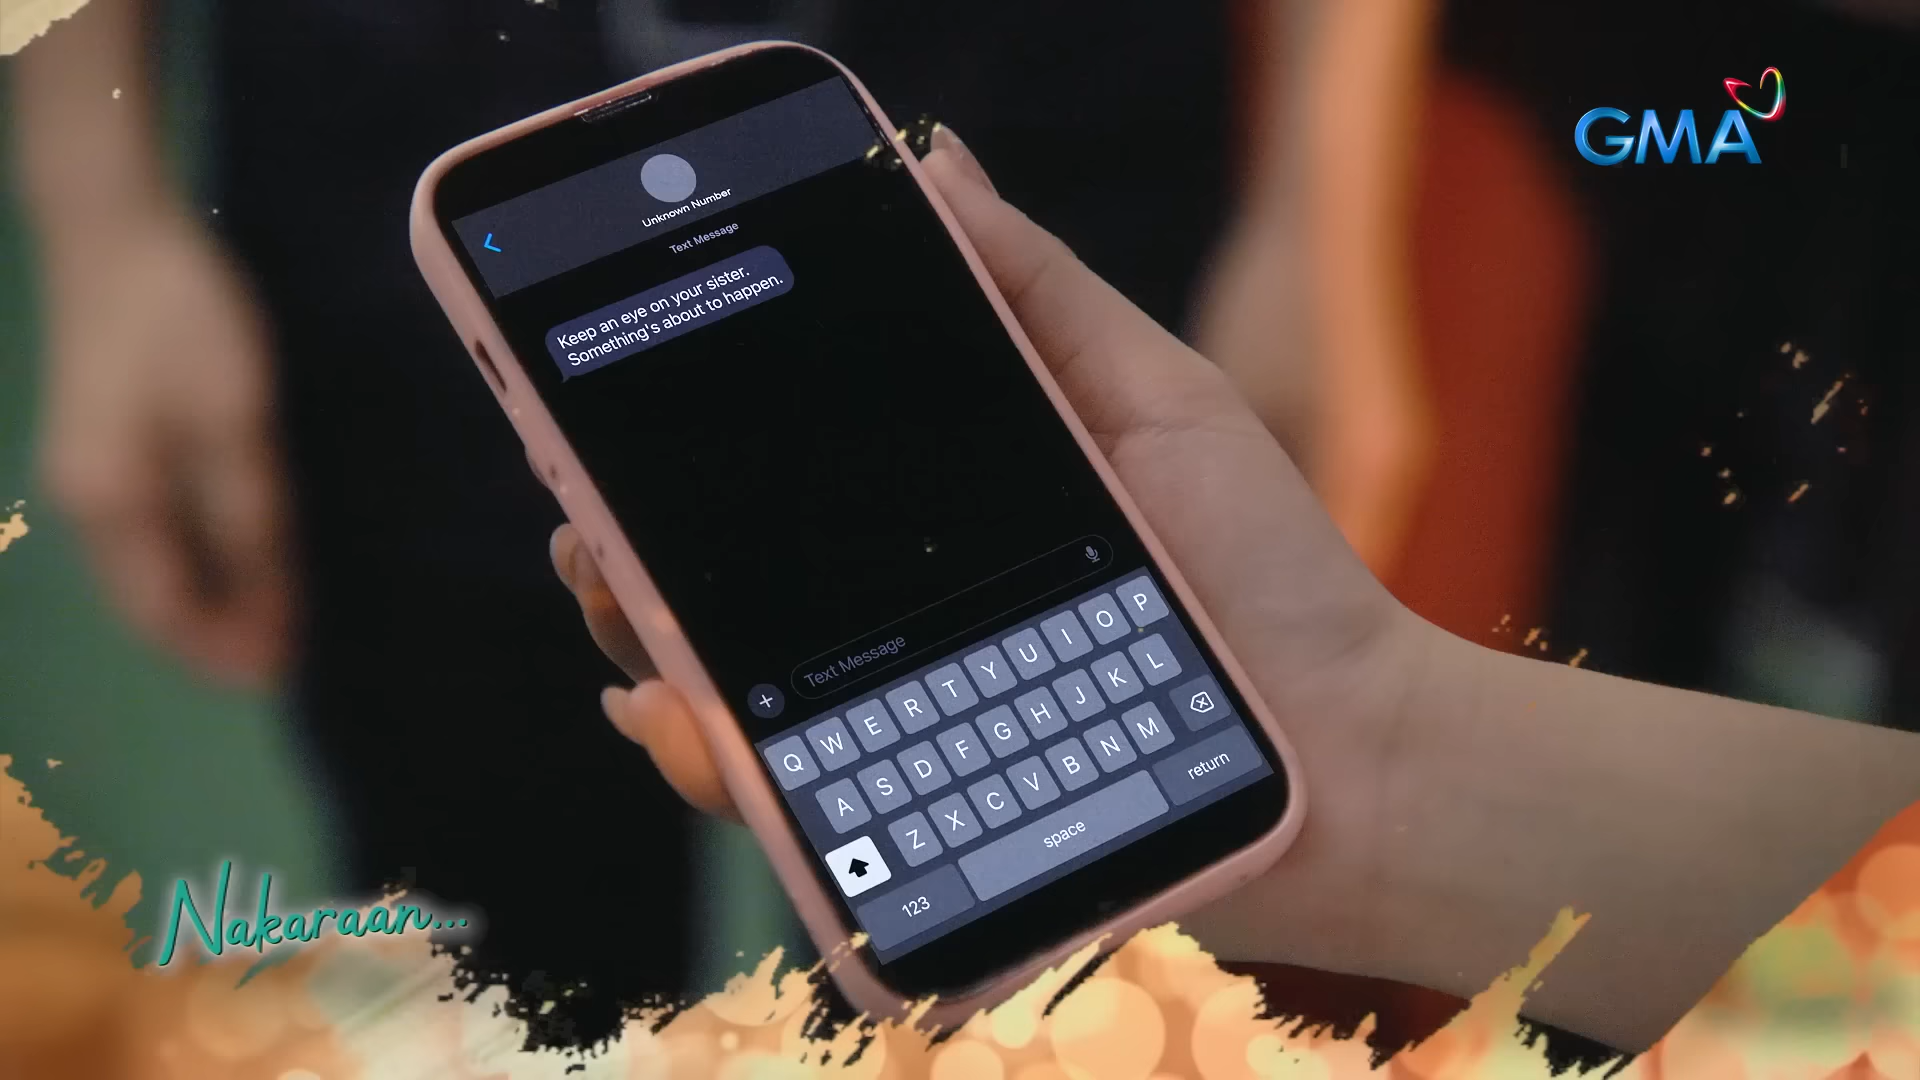 GMA
Unknown Number
Text Message
Keep an eye on your sister.
Something's about to happen.
Text Message
Q W E R T Y U I O P
A S D F G H J K L
Z X C V B N M
123 space return
Nakaraan...